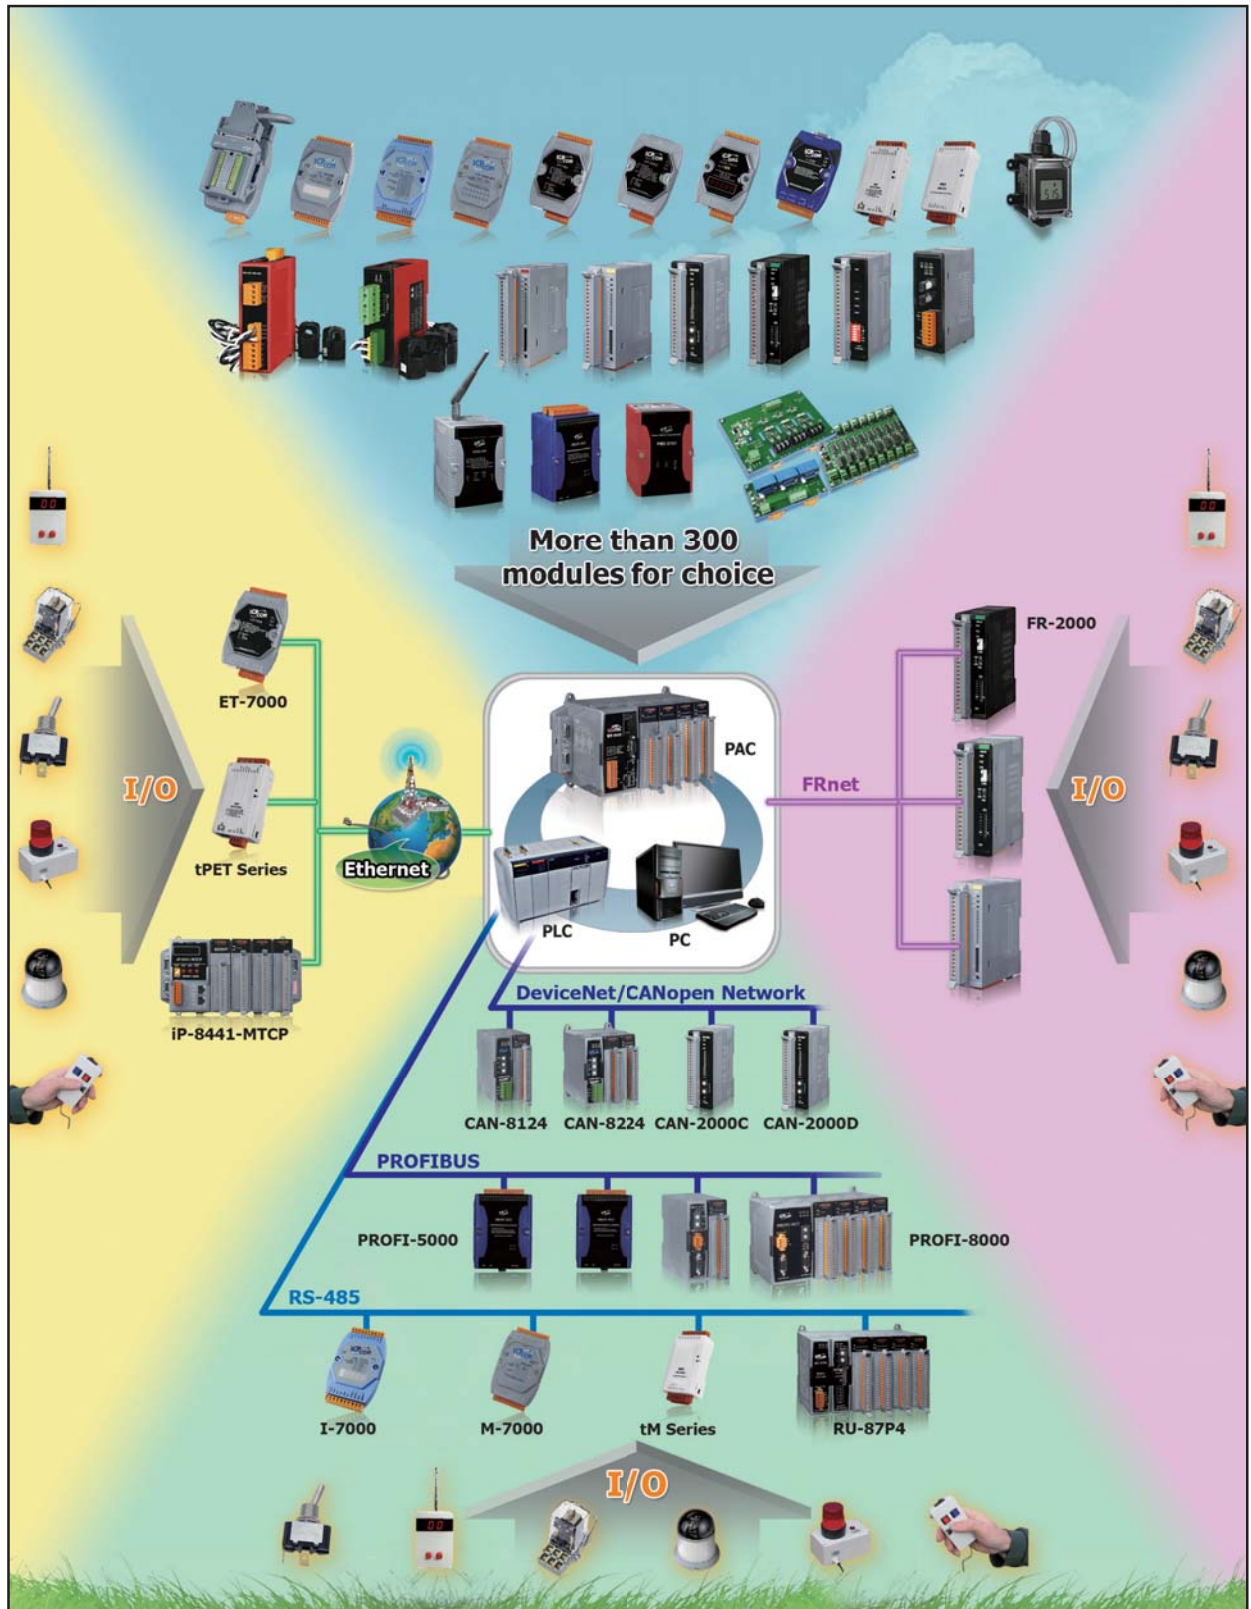 More than 300
modules for choice
ET-7000
FR-2000
I/O
tPET Series
Ethernet
PAC
PLC
PC
FRnet
I/O
iP-8441-MTCP
DeviceNet/CANopen Network
CAN-8124
CAN-8224
CAN-2000C
CAN-2000D
PROFIBUS
PROFI-5000
PROFI-8000
RS-485
I-7000
M-7000
tM Series
RU-87P4
I/O